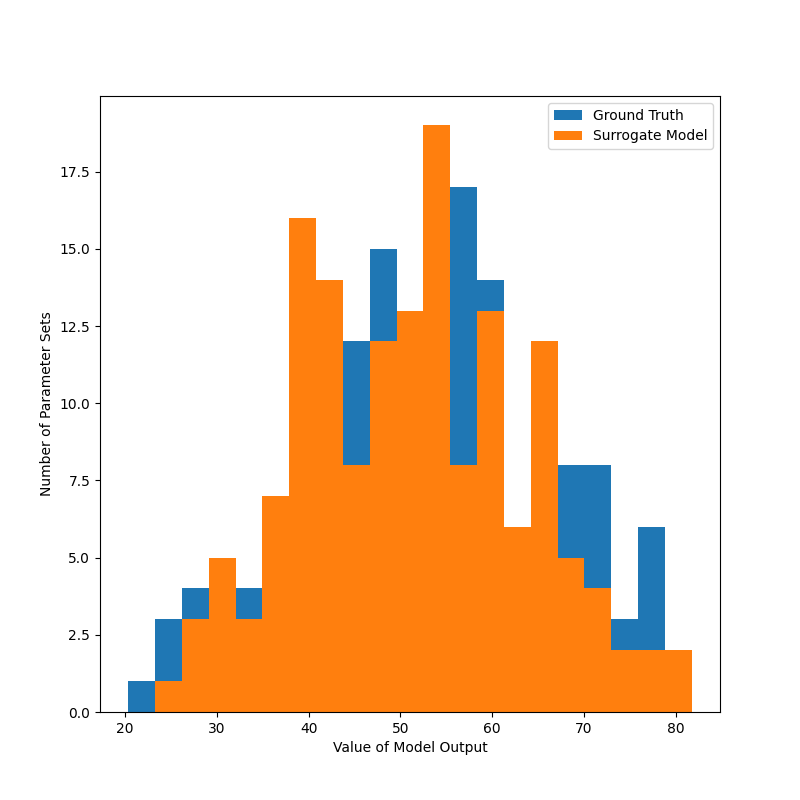 Ground Truth
Surrogate Model
17.5
15.0
12.5
10.0
7.5
5.0
2.5
0.0
Number of Parameter Sets
20 30 40 50 60 70 80
Value of Model Output